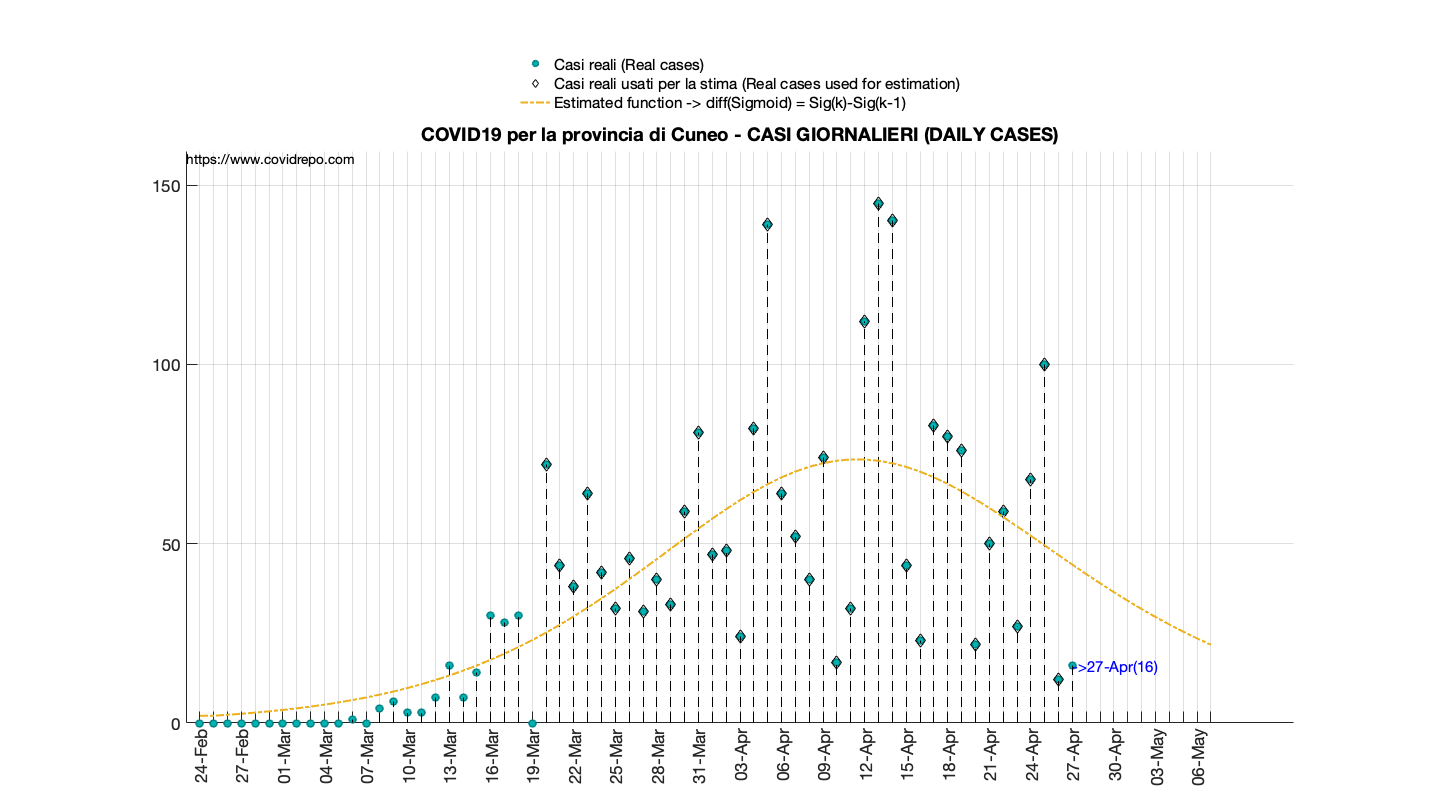 Casi reali (Real cases)
Casi reali usati per la stima (Real cases used for estimation)
Estimated function -> diff(Sigmoid) = Sig(k)-Sig(k-1)
COVID19 per la provincia di Cuneo - CASI GIORNALIERI (DAILY CASES)
https://www.covidrepo.com
150
100
50
0
>27-Apr(16)
24-Feb
27-Feb
01-Mar
04-Mar
07-Mar
10-Mar
13-Mar
16-Mar
19-Mar
22-Mar
25-Mar
28-Mar
31-Mar
03-Apr
06-Apr
09-Apr
12-Apr
15-Apr
18-Apr
21-Apr
24-Apr
27-Apr
30-Apr
03-May
06-May